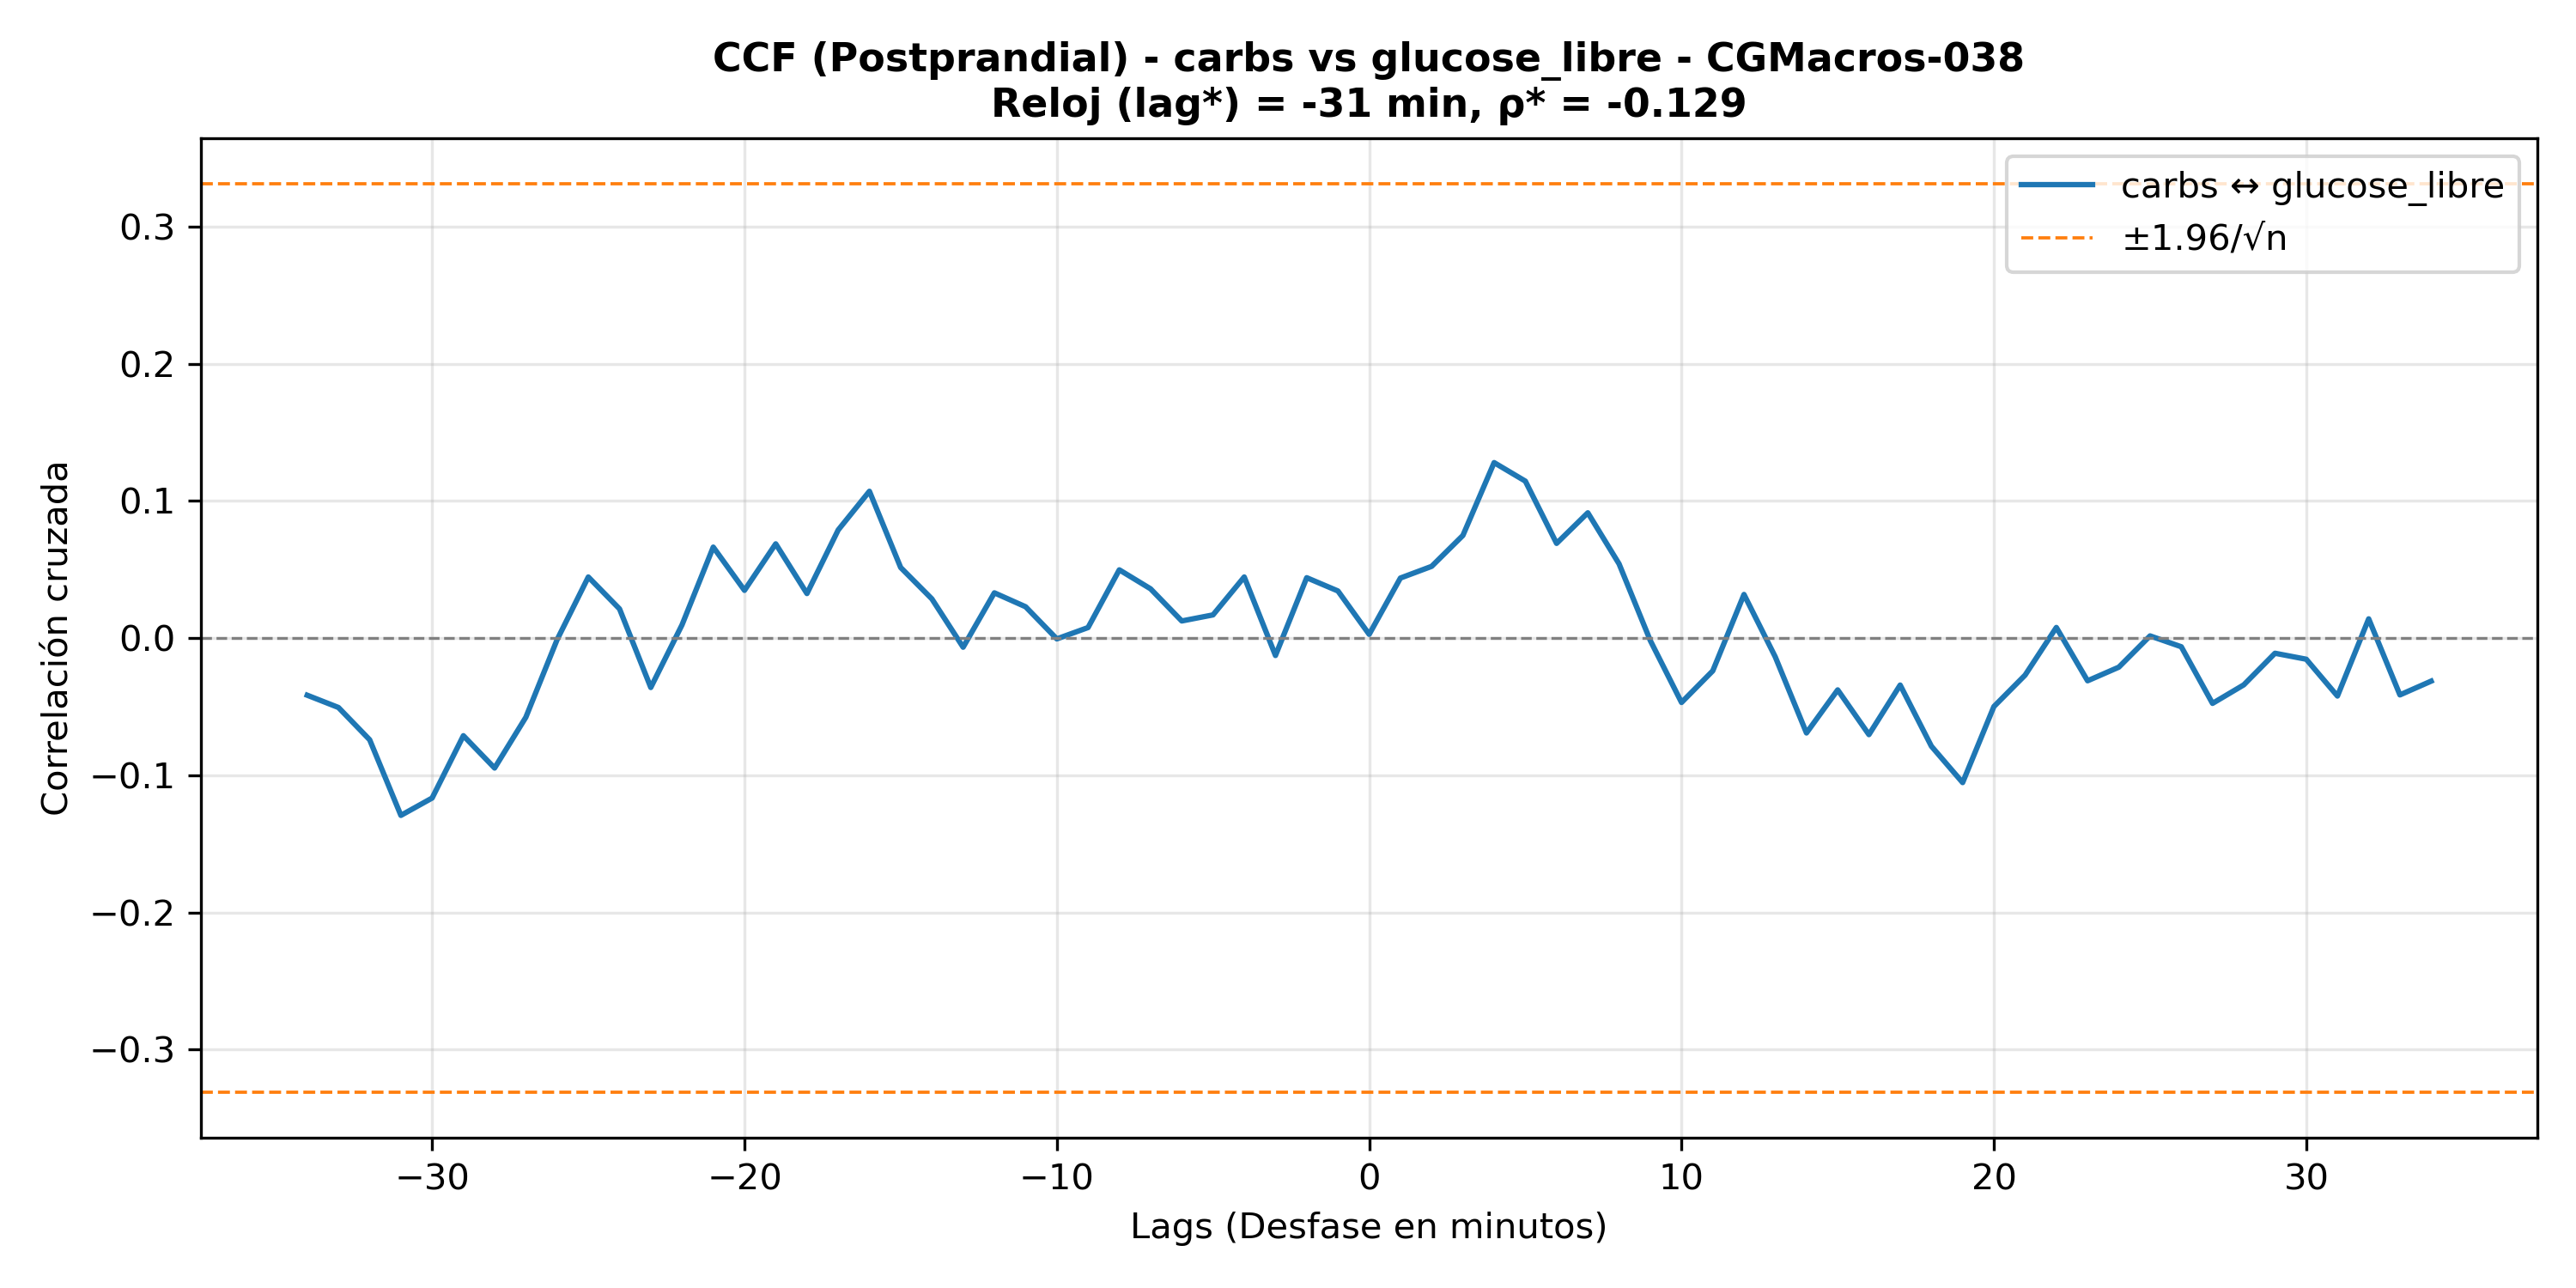 CCF (Postprandial) - carbs vs glucose_libre - CGMacros-038
Reloj (lag*) = -31 min, ρ* = -0.129
carbs ↔ glucose_libre
±1.96/√n
Correlación cruzada
0.3
0.2
0.1
0.0
−0.1
−0.2
−0.3
−30
−20
−10
0
10
20
30
Lags (Desfase en minutos)